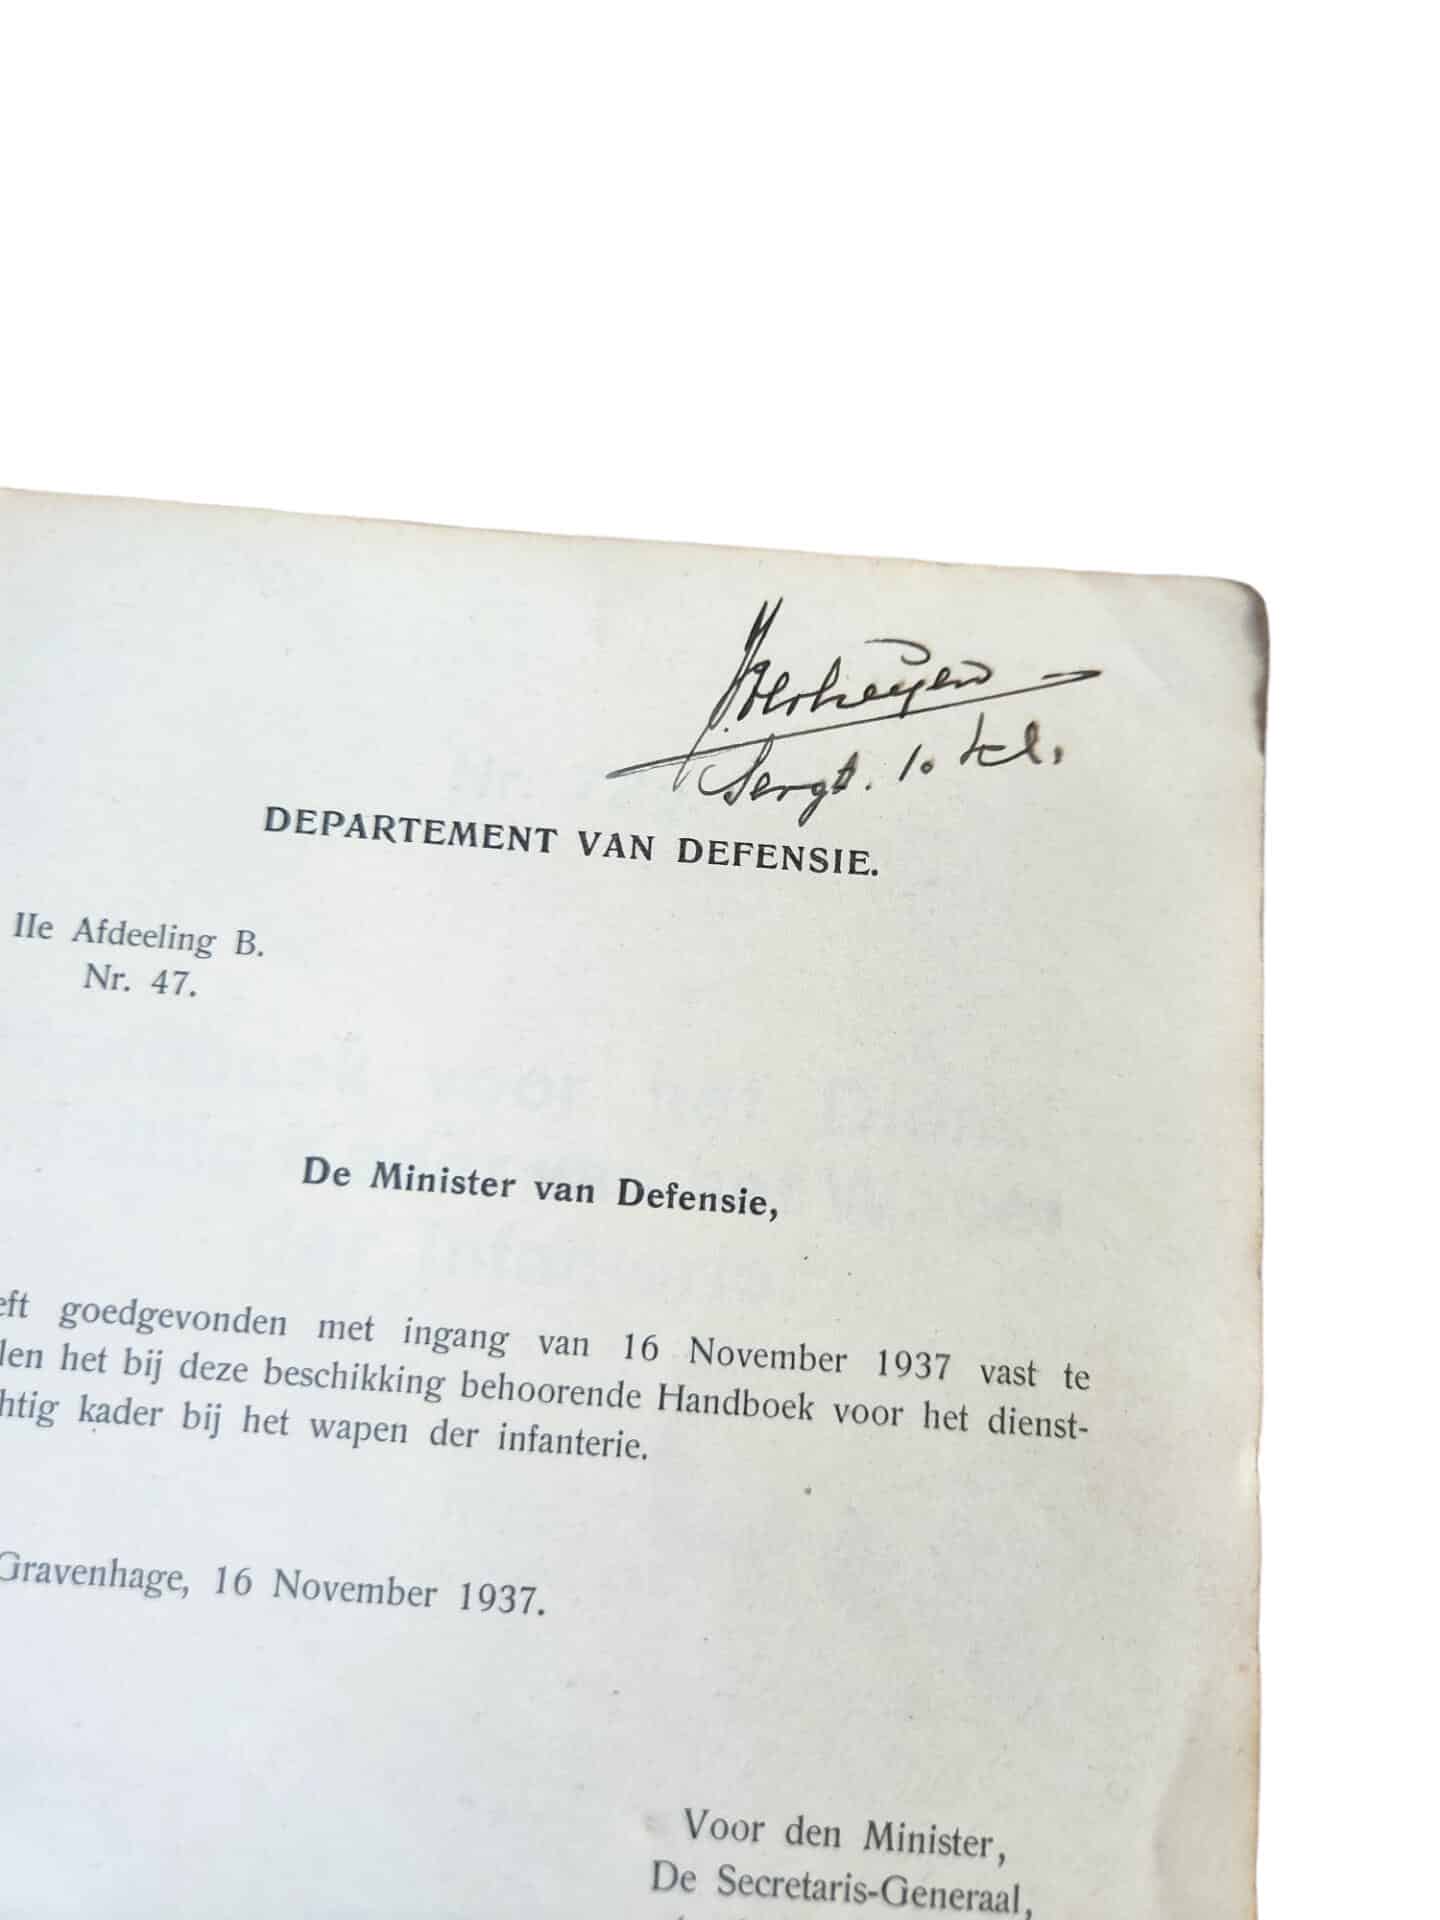 J. Verheijen
Sergt. 1. kl.
DEPARTEMENT VAN DEFENSIE.
IIe Afdeeling B.
Nr. 47.
De Minister van Defensie,
eft goedgevonden met ingang van 16 November 1937 vast te
len het bij deze beschikking behoorende Handboek voor het dienst-
htig kader bij het wapen der infanterie.
Gravenhage, 16 November 1937.
Voor den Minister,
De Secretaris-Generaal,